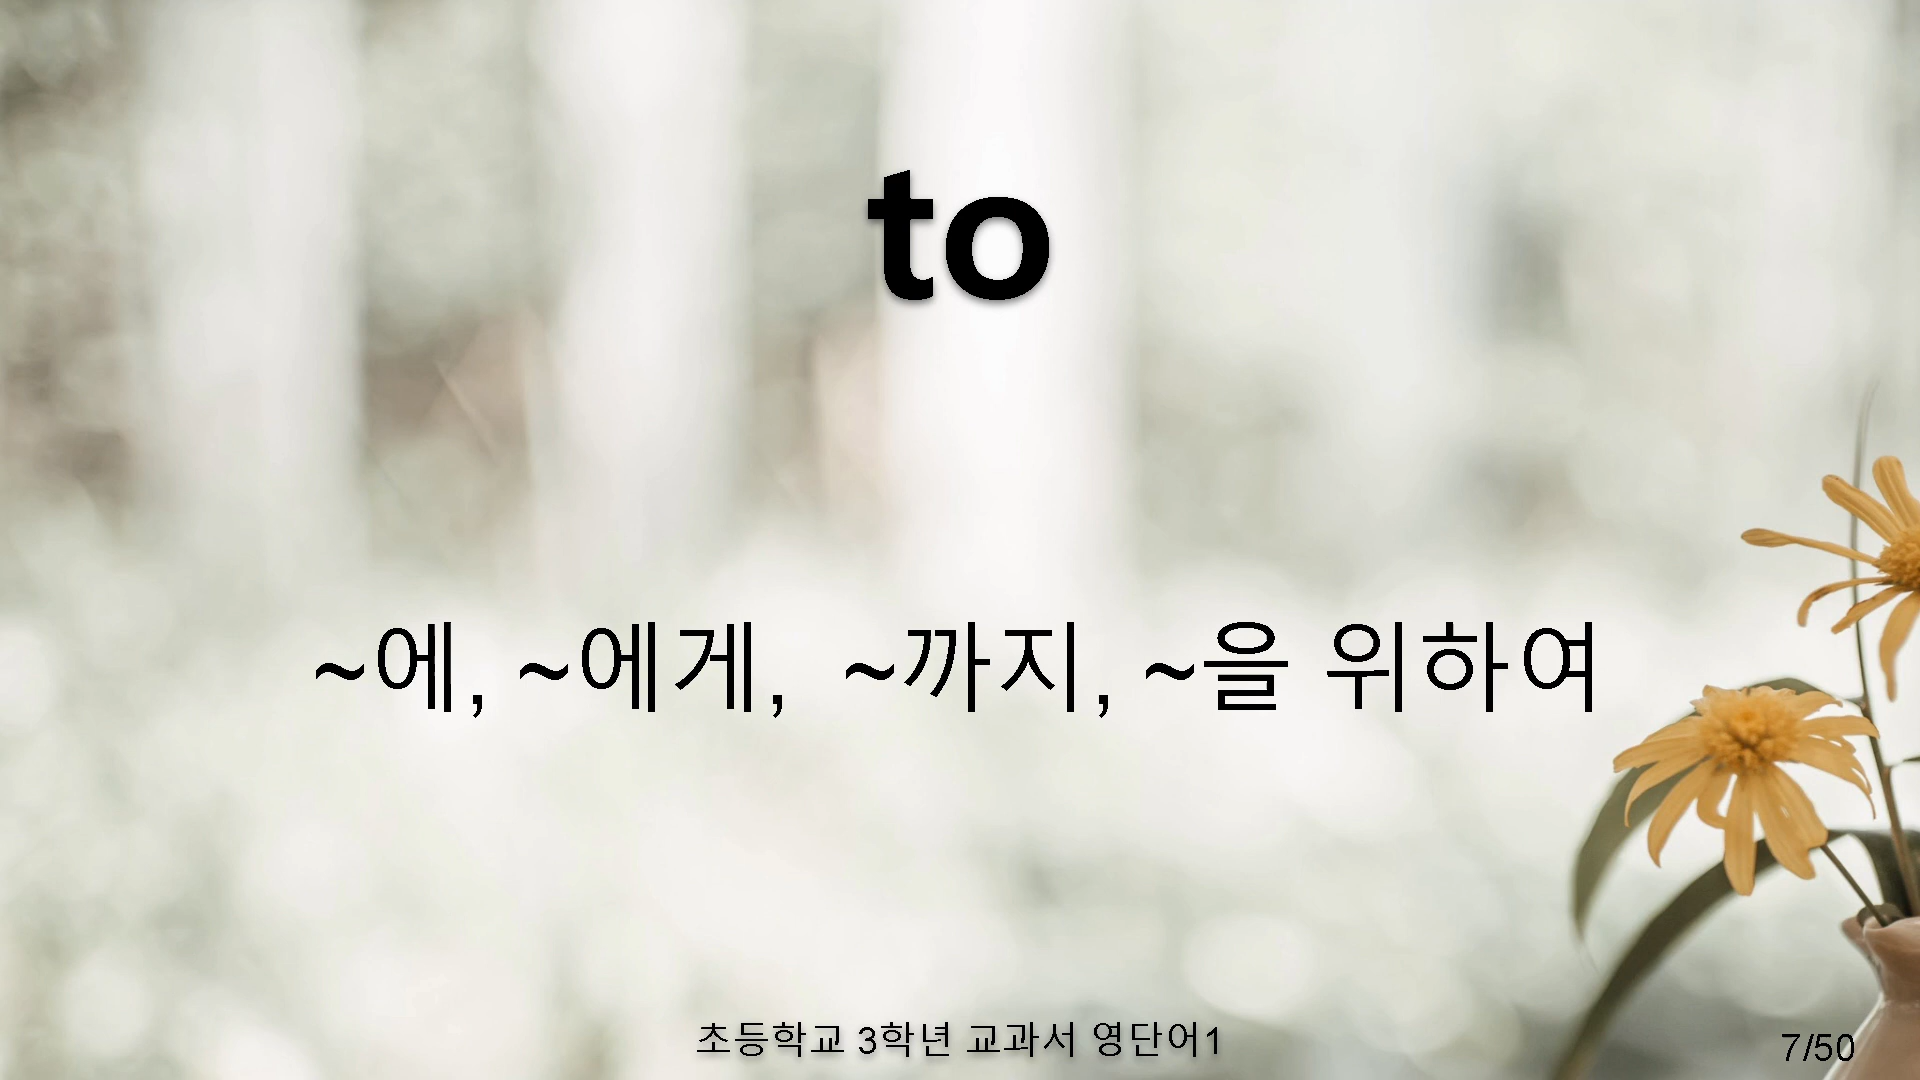 to
~에, ~에게, ~까지, ~을 위하여
초등학교 3학년 교과서 영단어1
7/50